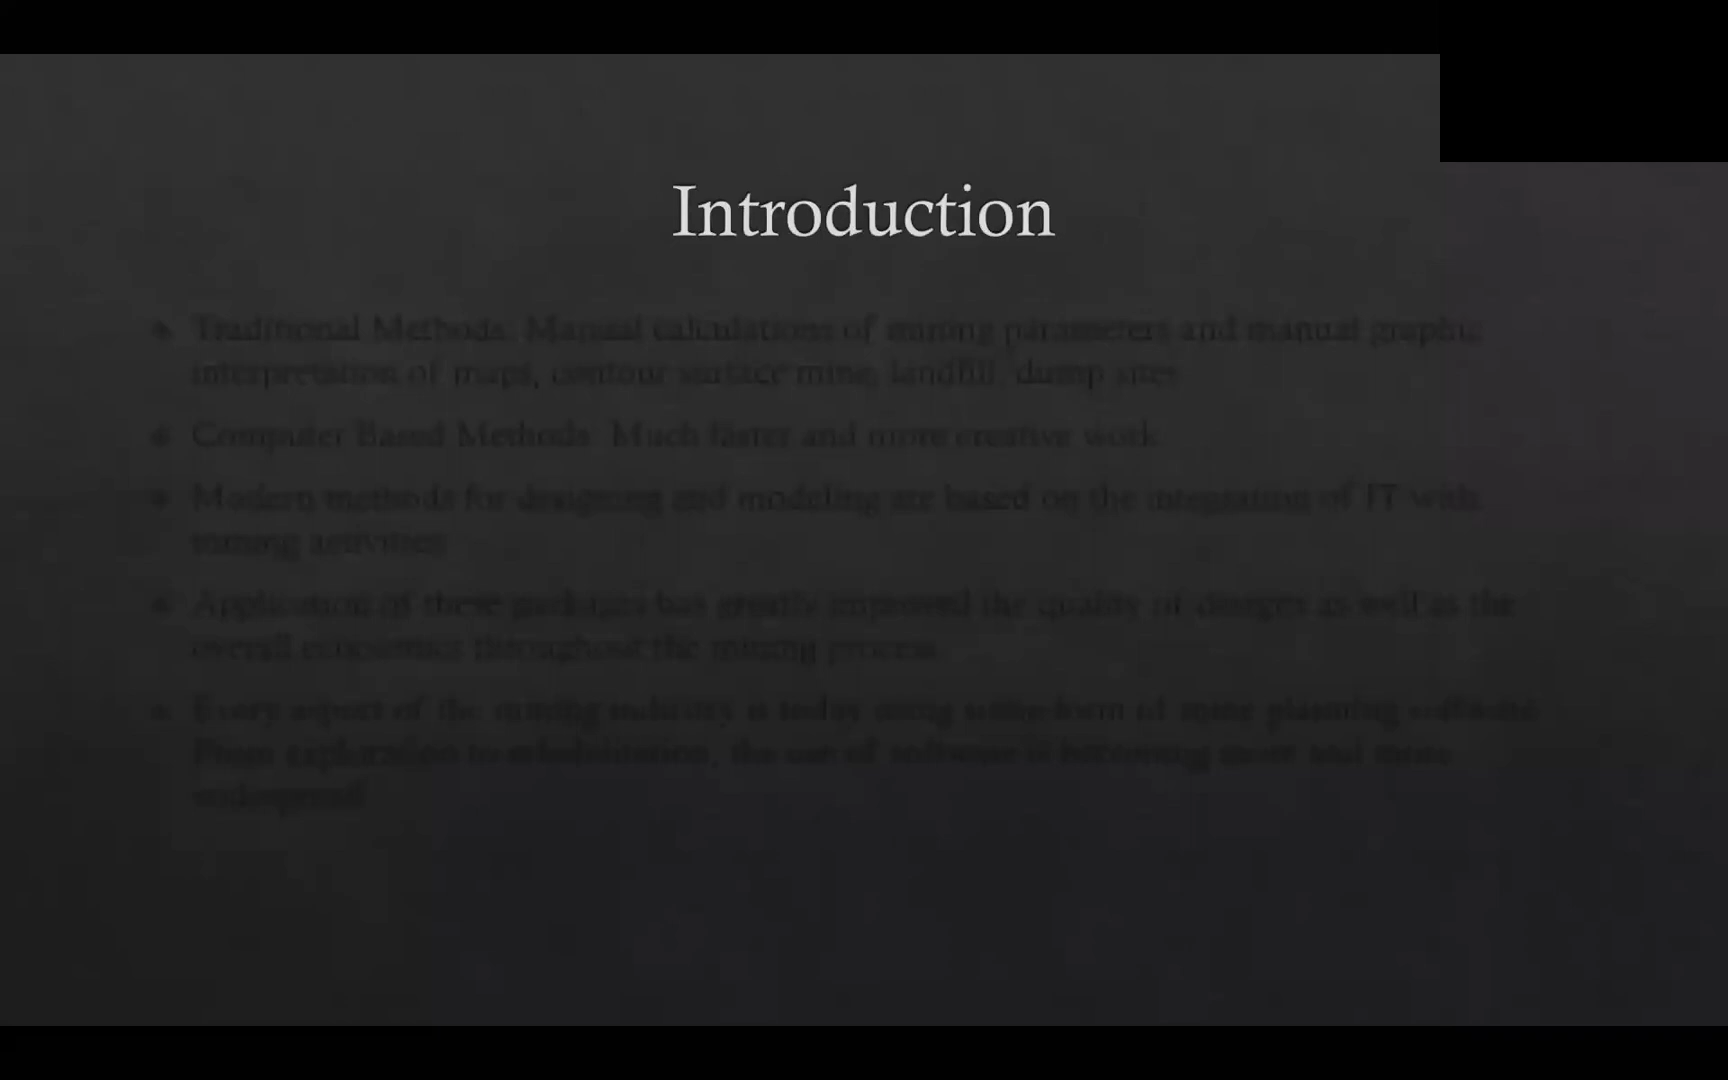 Introduction
Traditional Methods: Manual calculations of mining parameters and manual graphic
interpretation of maps, contour surface mine, landfill, dump sites
Computer Based Methods: Much faster and more creative work
Modern methods for designing and modeling are based on the integration of IT with
mining activities
Application of these packages has greatly improved the quality of designs as well as the
overall economics throughout the mining process
Every aspect of the mining industry is today using some form of mine planning software
From exploration to rehabilitation, the use of software is becoming more and more
widespread